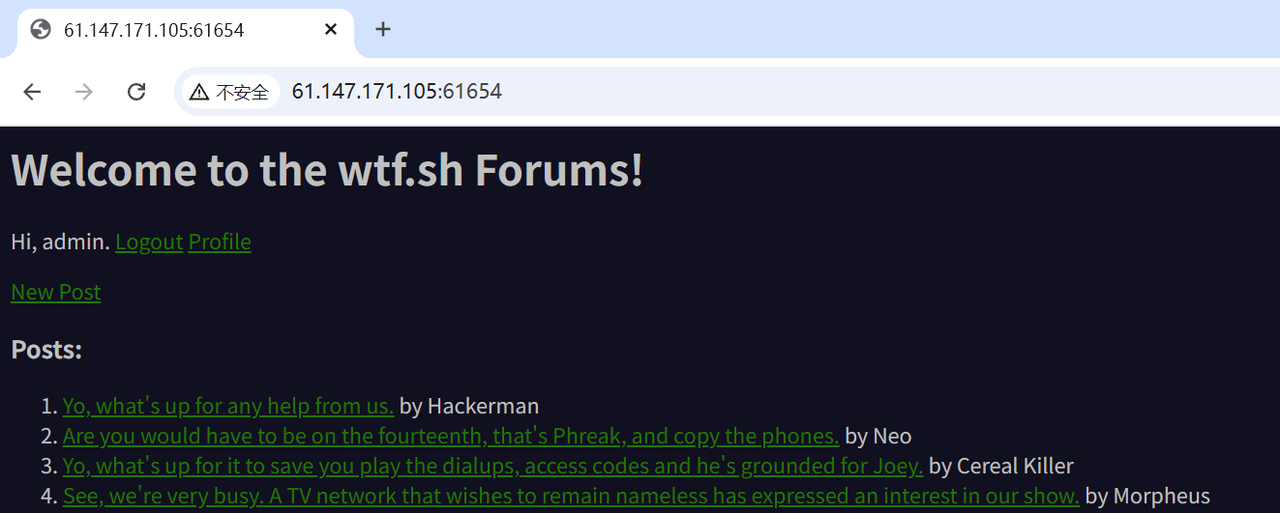 61.147.171.105:61654
不安全 61.147.171.105:61654
Welcome to the wtf.sh Forums!
Hi, admin. Logout Profile
New Post
Posts:
1. Yo, what's up for any help from us. by Hackerman
2. Are you would have to be on the fourteenth, that's Phreak, and copy the phones. by Neo
3. Yo, what's up for it to save you play the dialups, access codes and he's grounded for Joey. by Cereal Killer
4. See, we're very busy. A TV network that wishes to remain nameless has expressed an interest in our show. by Morpheus